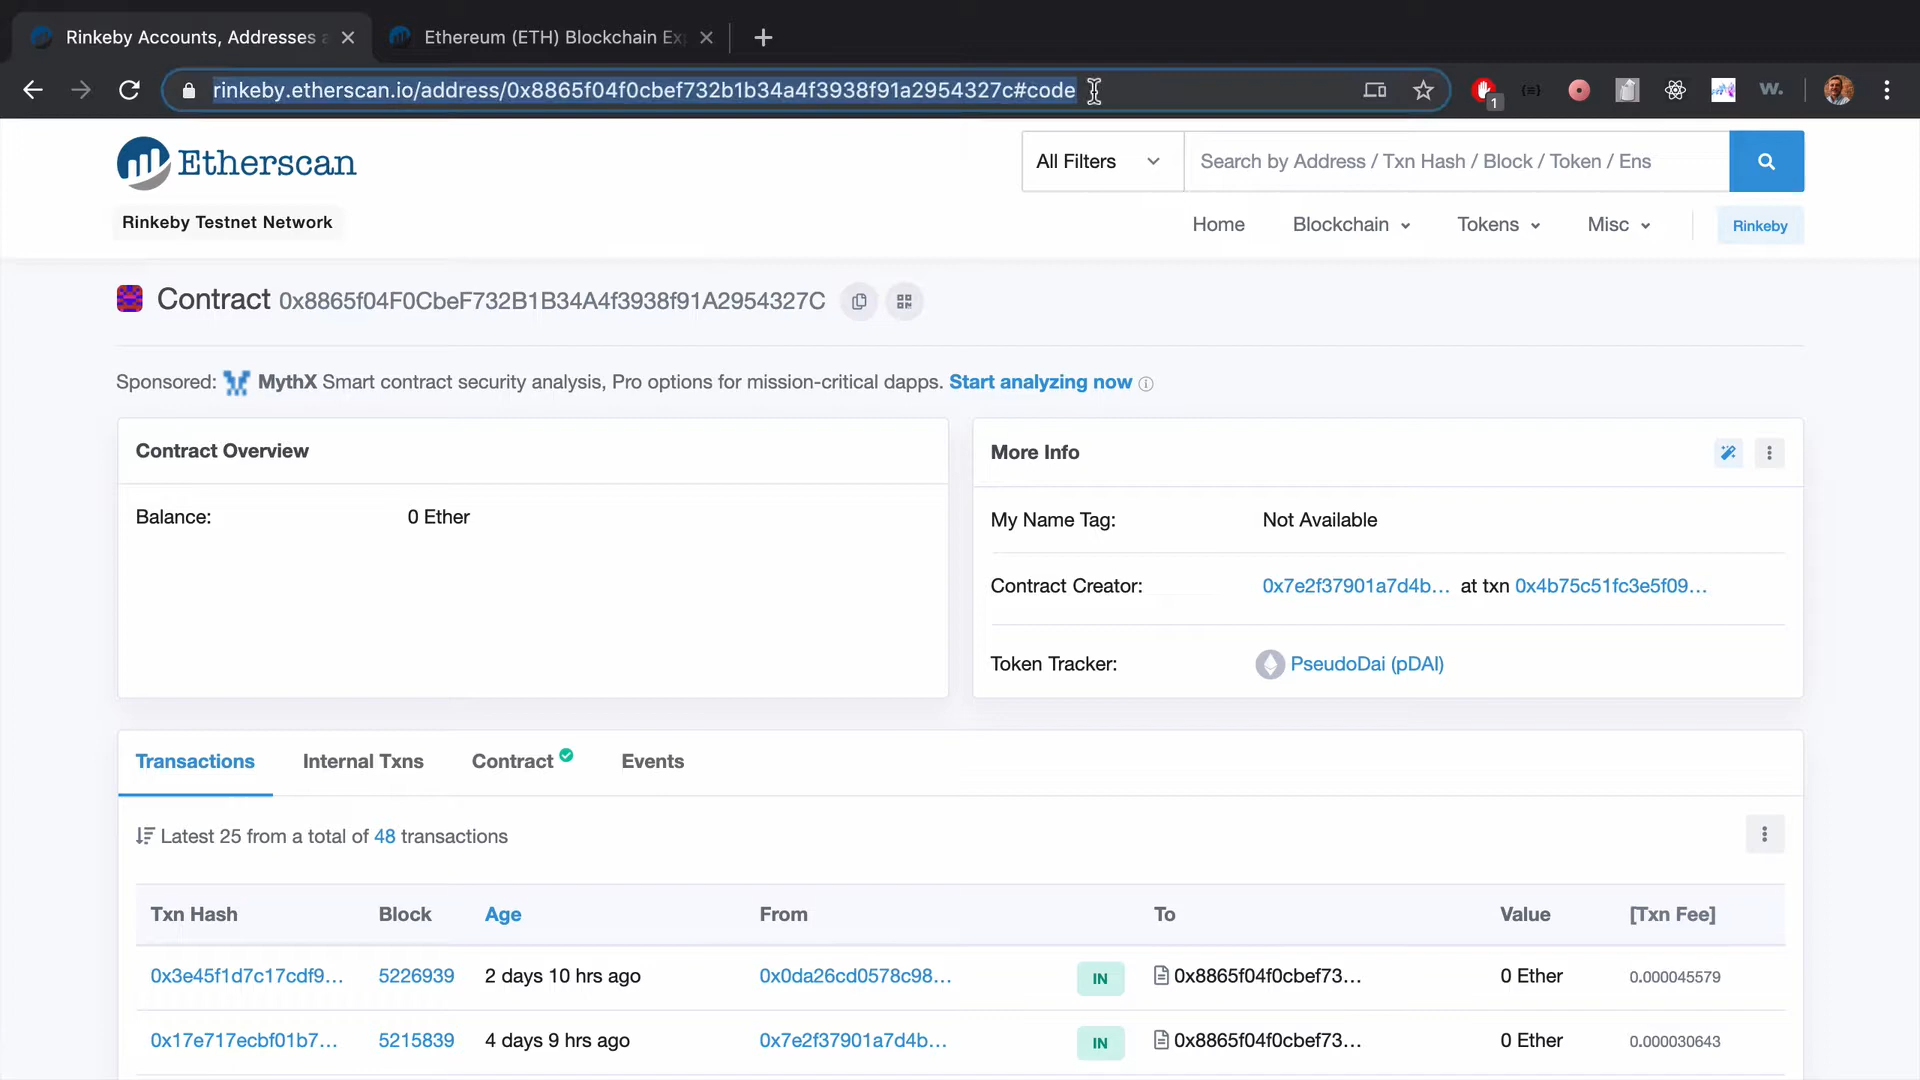 Rinkeby Accounts, Addresses
Ethereum (ETH) Blockchain Ex
rinkeby.etherscan.io/address/0x8865f04f0cbef732b1b34a4f3938f91a2954327c#code
1
w.
Etherscan
All Filters
Search by Address / Txn Hash / Block / Token / Ens
Rinkeby Testnet Network
Home
Blockchain
Tokens
Misc
Rinkeby
Contract 0x8865f04F0CbeF732B1B34A4f3938f91A2954327C
Sponsored: MythX Smart contract security analysis, Pro options for mission-critical dapps. Start analyzing now
Contract Overview
Balance: 0 Ether
More Info
My Name Tag: Not Available
Contract Creator: 0x7e2f37901a7d4b... at txn 0x4b75c51fc3e5f09...
Token Tracker: PseudoDai (pDAI)
Transactions
Internal Txns
Contract
Events
Latest 25 from a total of 48 transactions
Txn Hash Block Age From To Value [Txn Fee]
0x3e45f1d7c17cdf9... 5226939 2 days 10 hrs ago 0x0da26cd0578c98... IN 0x8865f04f0cbef73... 0 Ether 0.000045579
0x17e717ecbf01b7... 5215839 4 days 9 hrs ago 0x7e2f37901a7d4b... IN 0x8865f04f0cbef73... 0 Ether 0.000030643